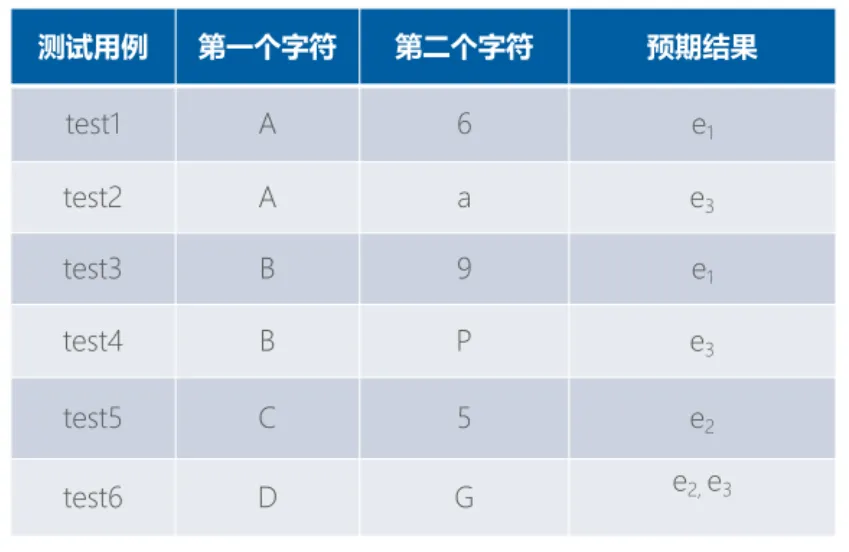 测试用例 第一个字符 第二个字符 预期结果
test1 A 6 e₁
test2 A a e₃
test3 B 9 e₁
test4 B P e₃
test5 C 5 e₂
test6 D G e₂, e₃